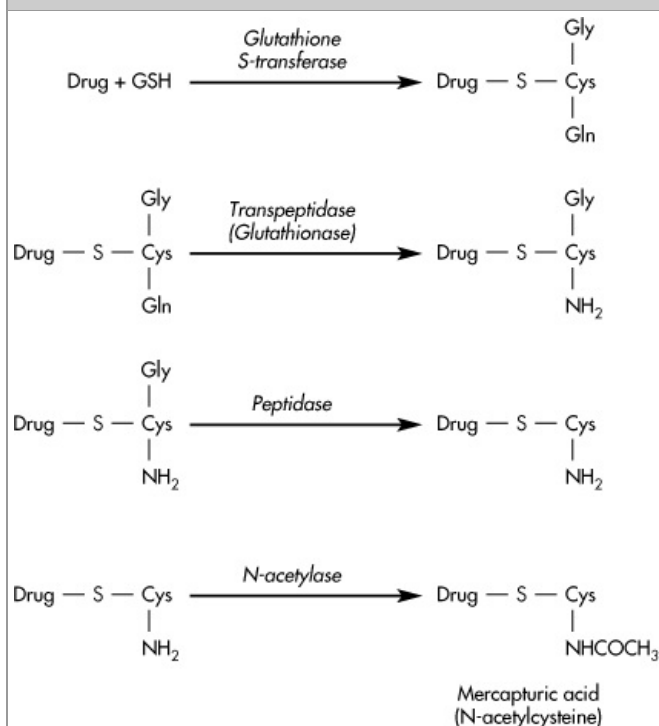 Glutathione
S-transferase
Drug + GSH
Gly
Drug — S — Cys
Gln
Gly
Drug — S — Cys
Gln
Transpeptidase
(Glutathionase)
Gly
Drug — S — Cys
NH₂
Gly
Drug — S — Cys
NH₂
Peptidase
Drug — S — Cys
NH₂
Drug — S — Cys
NH₂
N-acetylase
Drug — S — Cys
NHCOCH₃
Mercapturic acid
(N-acetylcysteine)